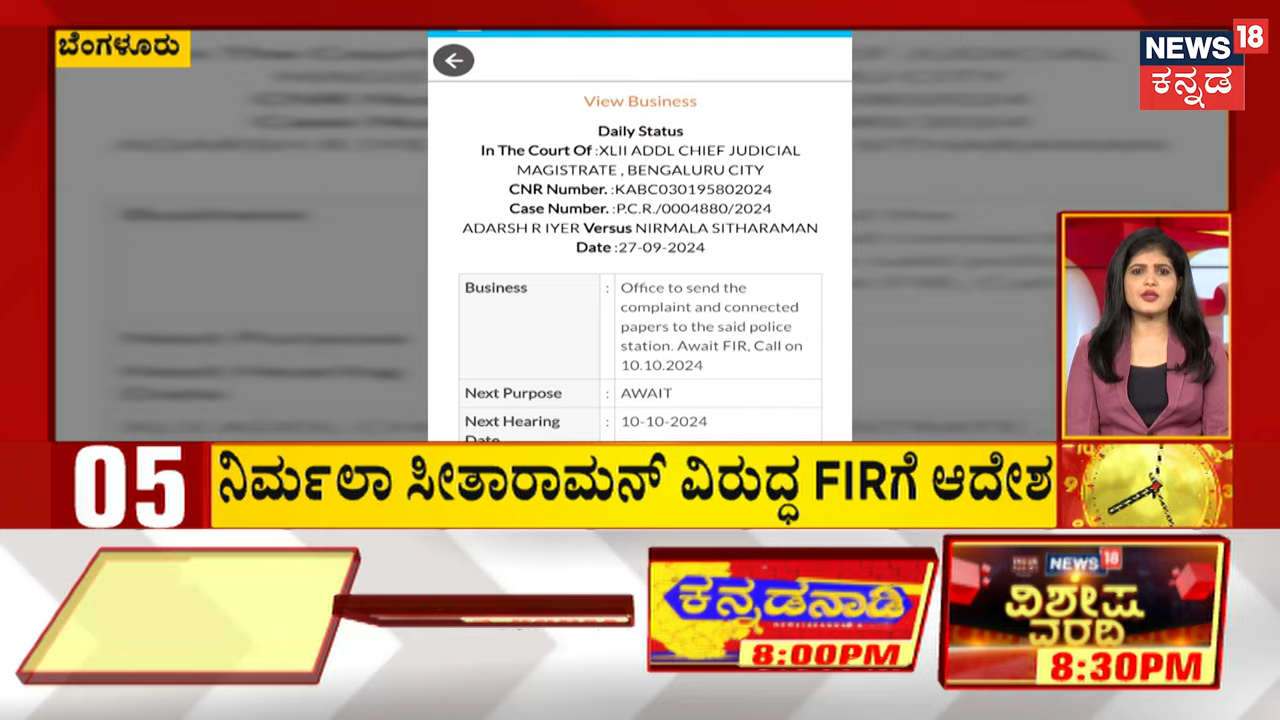 ಬೆಂಗಳೂರು
NEWS 18
ಕನ್ನಡ
View Business
Daily Status
In The Court Of :XLII ADDL CHIEF JUDICIAL
MAGISTRATE , BENGALURU CITY
CNR Number. :KABC030195802024
Case Number. :P.C.R./0004880/2024
ADARSH R IYER Versus NIRMALA SITHARAMAN
Date :27-09-2024
Business : Office to send the
complaint and connected
papers to the said police
station. Await FIR, Call on
10.10.2024
Next Purpose : AWAIT
Next Hearing : 10-10-2024
Date
05
ನಿರ್ಮಲಾ ಸೀತಾರಾಮನ್ ವಿರುದ್ಧ FIRಗೆ ಆದೇಶ
ಕನ್ನಡನಾಡಿ
8:00PM
NEWS 18
ವಿಶೇಷ
ವರದಿ
8:30PM